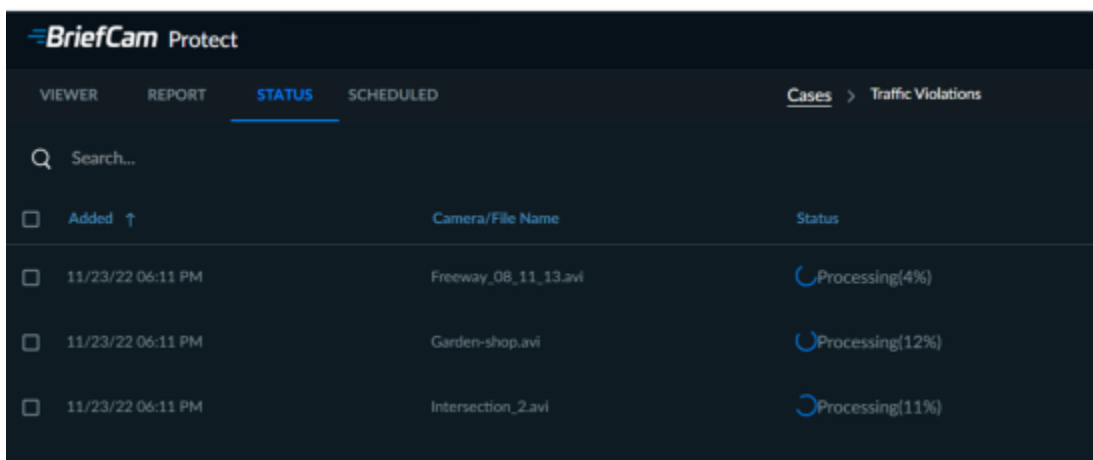 BriefCam Protect
VIEWER REPORT STATUS SCHEDULED Cases > Traffic Violations
Search...
Added ↑ Camera/File Name Status
11/23/22 06:11 PM Freeway_08_11_13.avi Processing(4%)
11/23/22 06:11 PM Garden-shop.avi Processing(12%)
11/23/22 06:11 PM Intersection_2.avi Processing(11%)